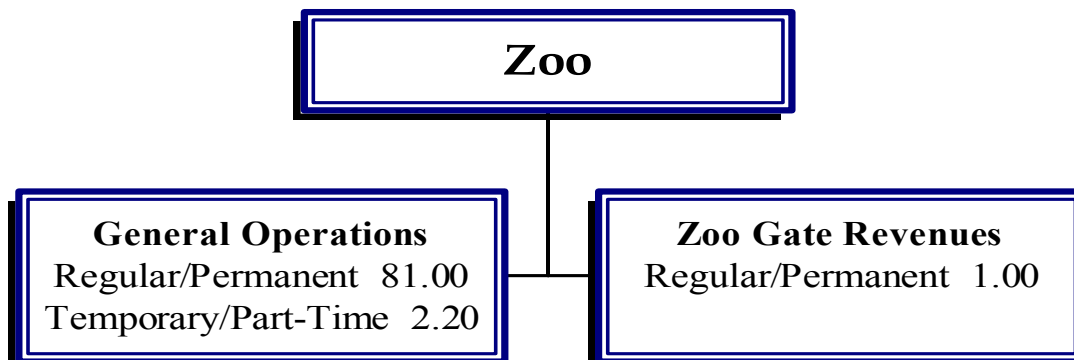 Zoo
General Operations
Regular/Permanent 81.00
Temporary/Part-Time 2.20
Zoo Gate Revenues
Regular/Permanent 1.00